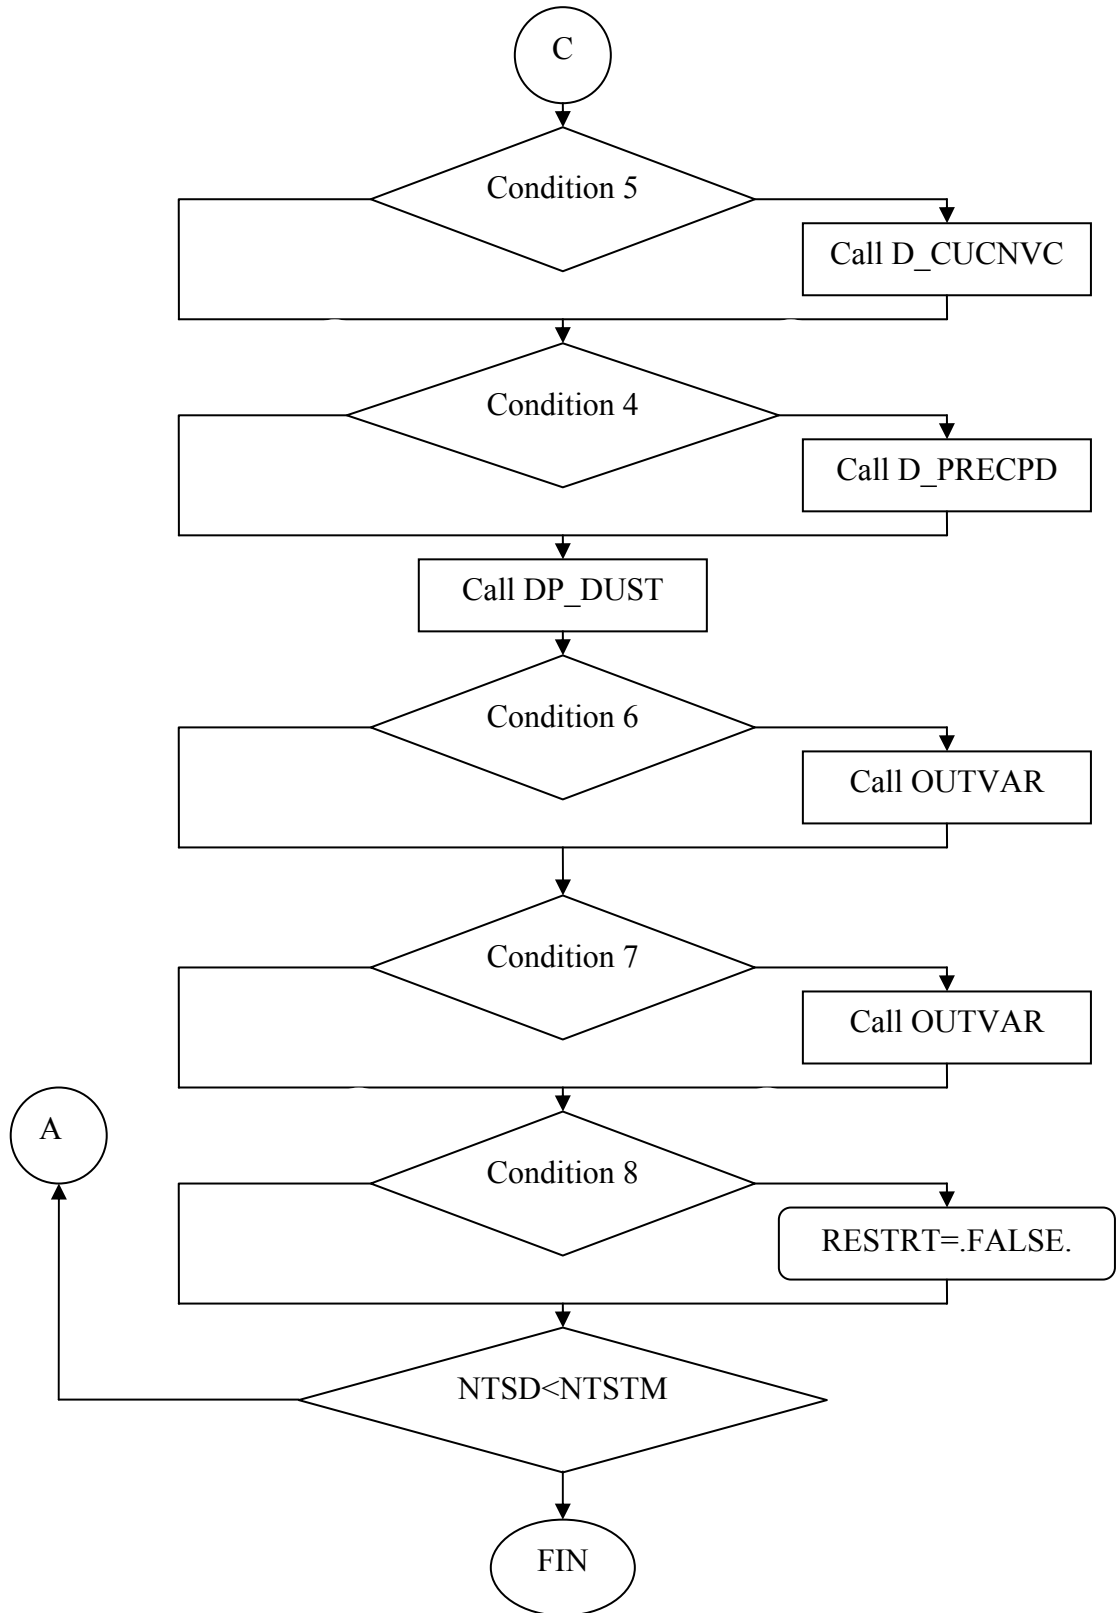 C
Condition 5
Call D_CUCNVC
Condition 4
Call D_PRECPD
Call DP_DUST
Condition 6
Call OUTVAR
Condition 7
Call OUTVAR
A
Condition 8
RESTRT=.FALSE.
NTSD<NTSTM
FIN